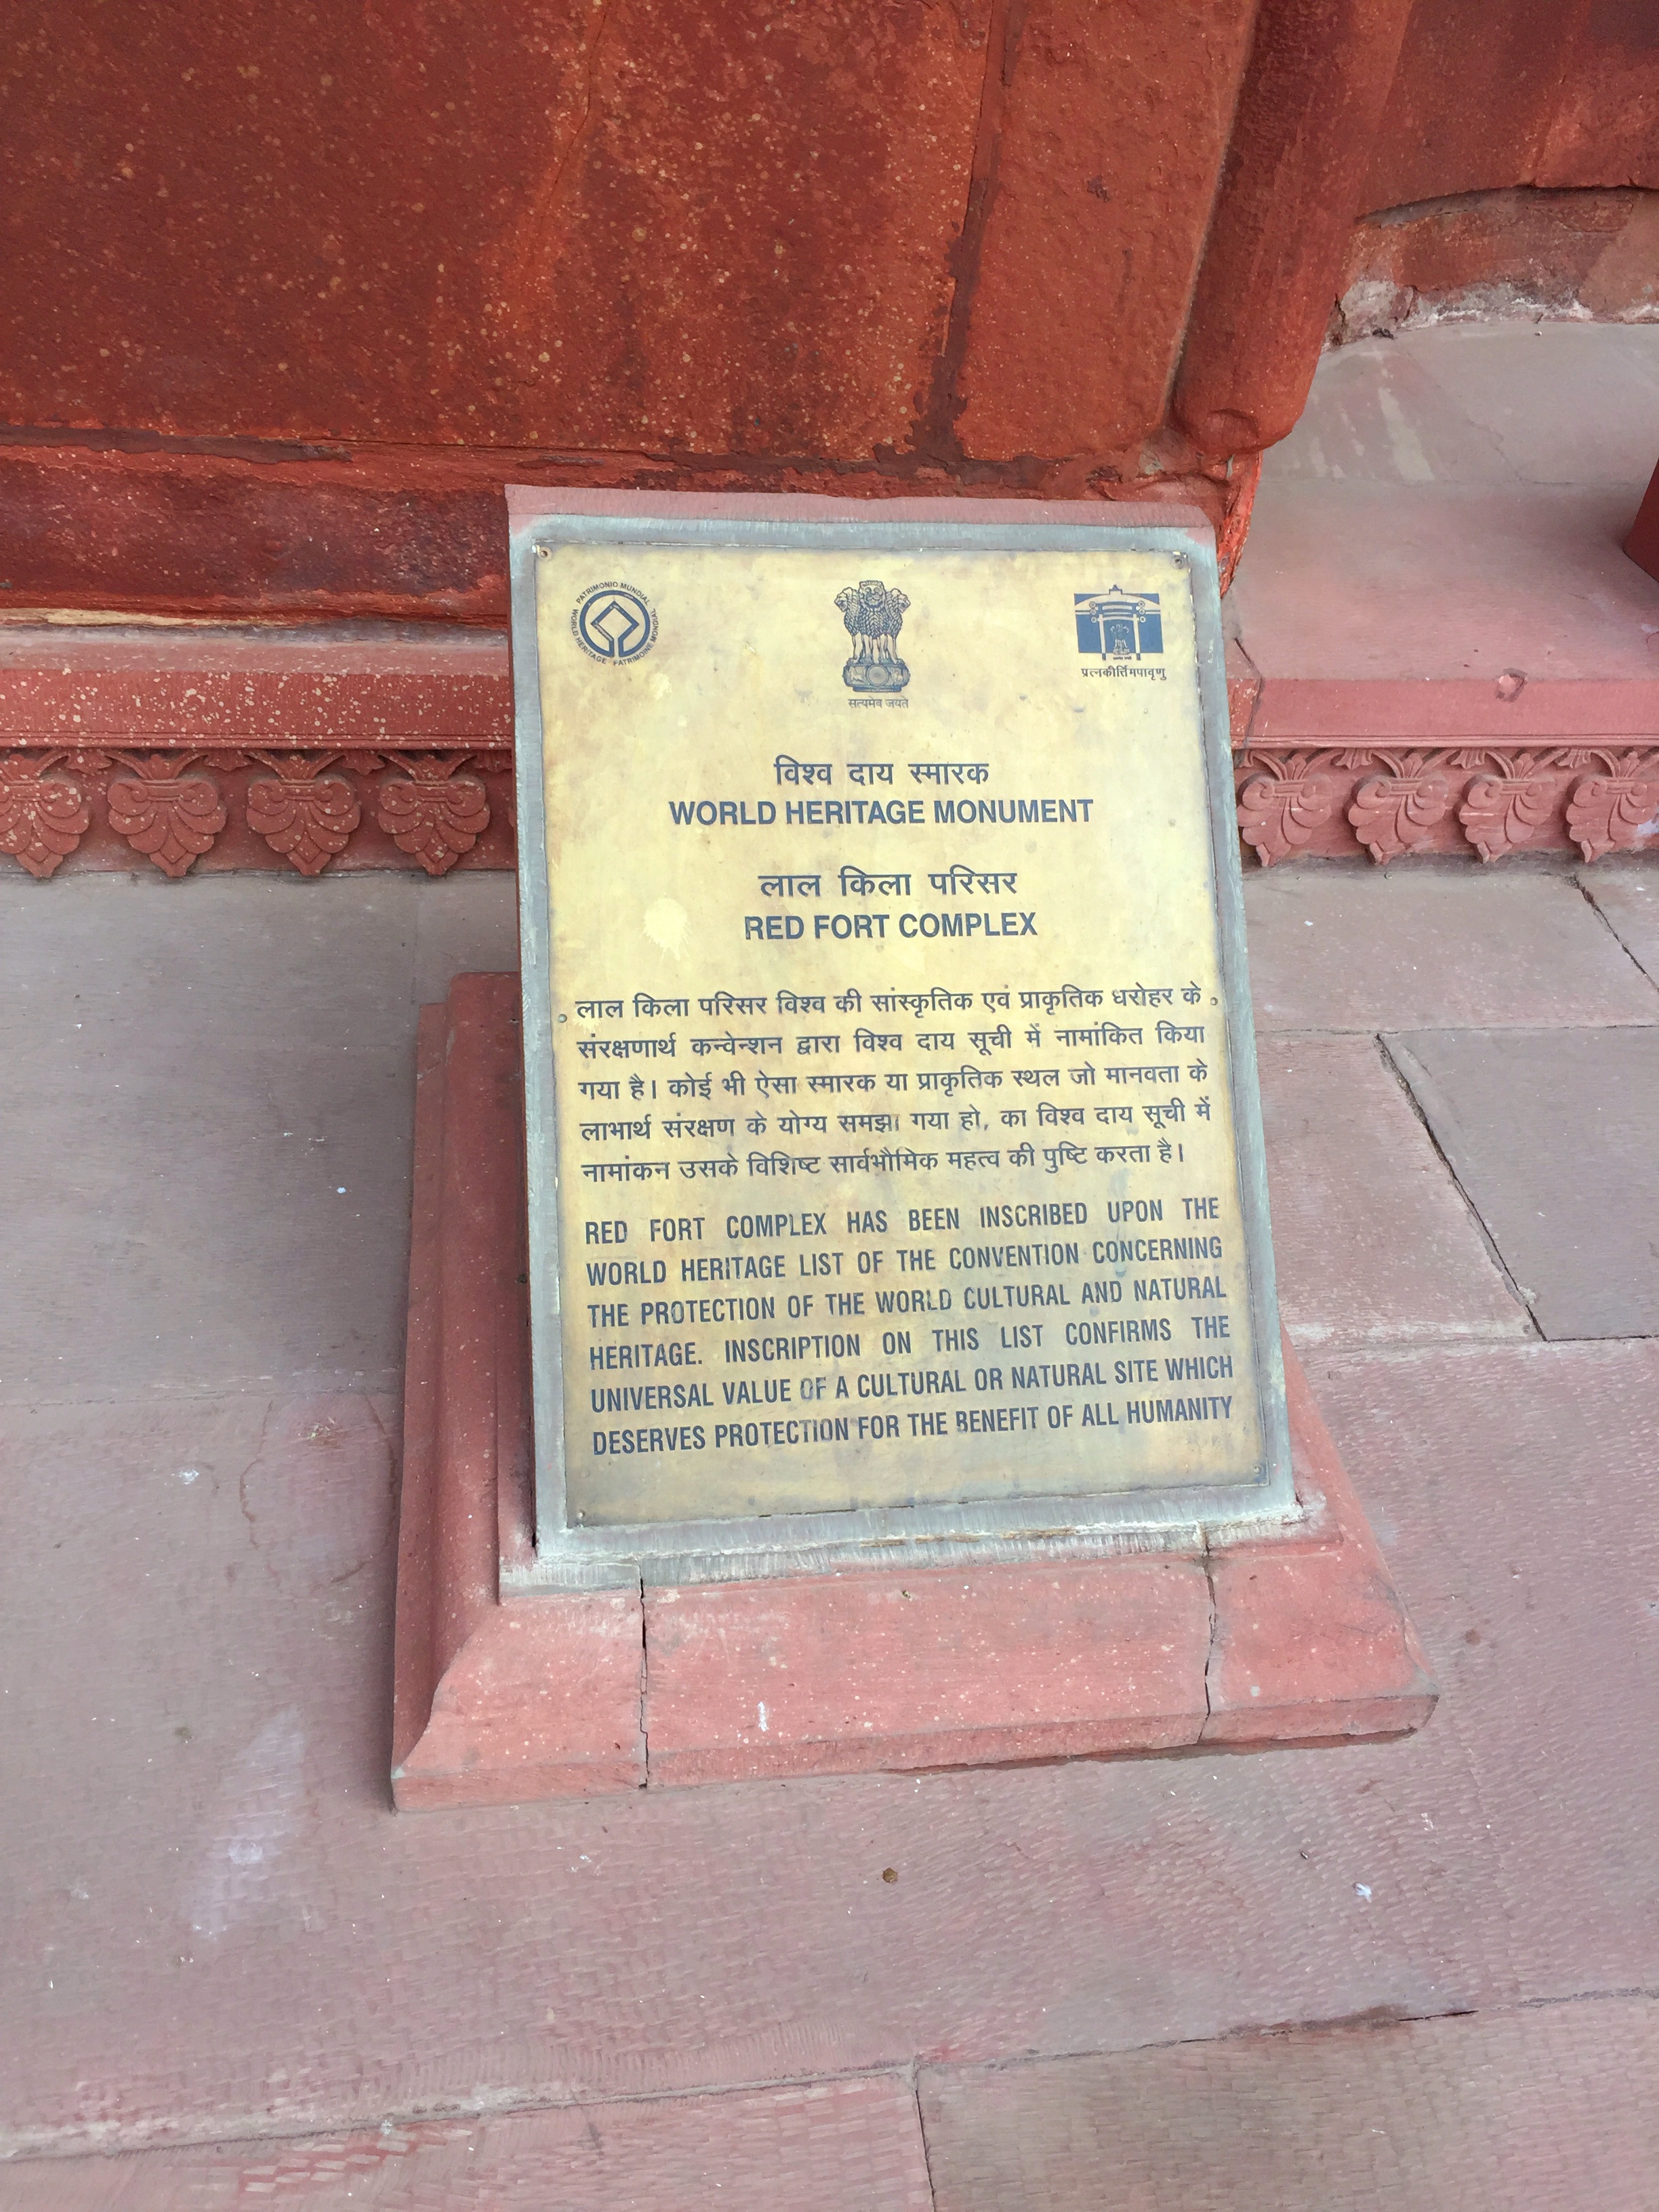 PATRIMONIO MUNDIAL
WORLD HERITAGE · PATRIMOINE MONDIAL
सत्यमेव जयते
प्रत्नकीर्तिमपावृणु
विश्व दाय स्मारक
WORLD HERITAGE MONUMENT
लाल किला परिसर
RED FORT COMPLEX
लाल किला परिसर विश्व की सांस्कृतिक एवं प्राकृतिक धरोहर के
संरक्षणार्थ कन्वेन्शन द्वारा विश्व दाय सूची में नामांकित किया
गया है। कोई भी ऐसा स्मारक या प्राकृतिक स्थल जो मानवता के
लाभार्थ संरक्षण के योग्य समझा गया हो, का विश्व दाय सूची में
नामांकन उसके विशिष्ट सार्वभौमिक महत्व की पुष्टि करता है।
RED FORT COMPLEX HAS BEEN INSCRIBED UPON THE
WORLD HERITAGE LIST OF THE CONVENTION CONCERNING
THE PROTECTION OF THE WORLD CULTURAL AND NATURAL
HERITAGE. INSCRIPTION ON THIS LIST CONFIRMS THE
UNIVERSAL VALUE OF A CULTURAL OR NATURAL SITE WHICH
DESERVES PROTECTION FOR THE BENEFIT OF ALL HUMANITY